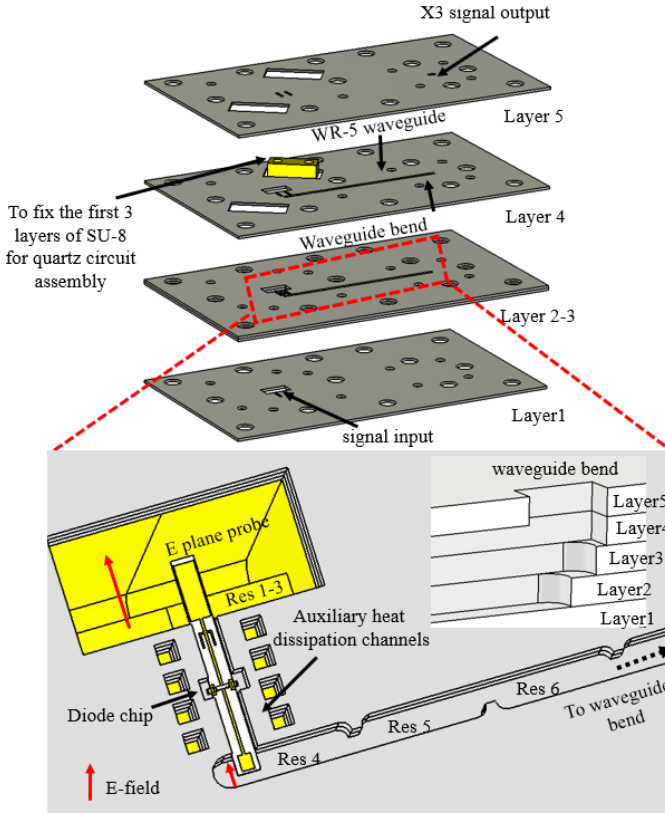 X3 signal output
Layer 5
WR-5 waveguide
To fix the first 3
layers of SU-8
for quartz circuit
assembly
Layer 4
Waveguide bend
Layer 2-3
Layer1
signal input
waveguide bend
Layer5
Layer4
Layer3
Layer2
Layer1
E plane probe
Res 1-3
Auxiliary heat
dissipation channels
Diode chip
Res 6
Res 5
Res 4
To waveguide
bend
E-field